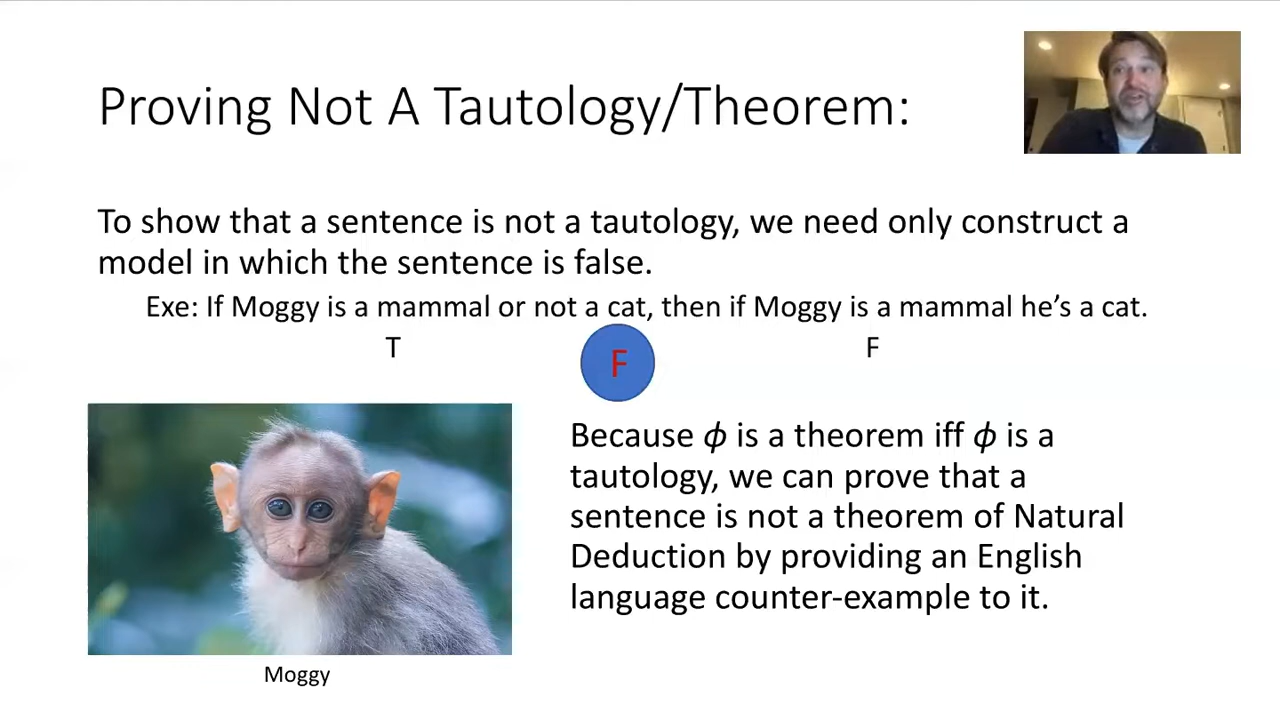 Proving Not A Tautology/Theorem:
To show that a sentence is not a tautology, we need only construct a
model in which the sentence is false.
Exe: If Moggy is a mammal or not a cat, then if Moggy is a mammal he's a cat.
T F F
Because ϕ is a theorem iff ϕ is a
tautology, we can prove that a
sentence is not a theorem of Natural
Deduction by providing an English
language counter-example to it.
Moggy